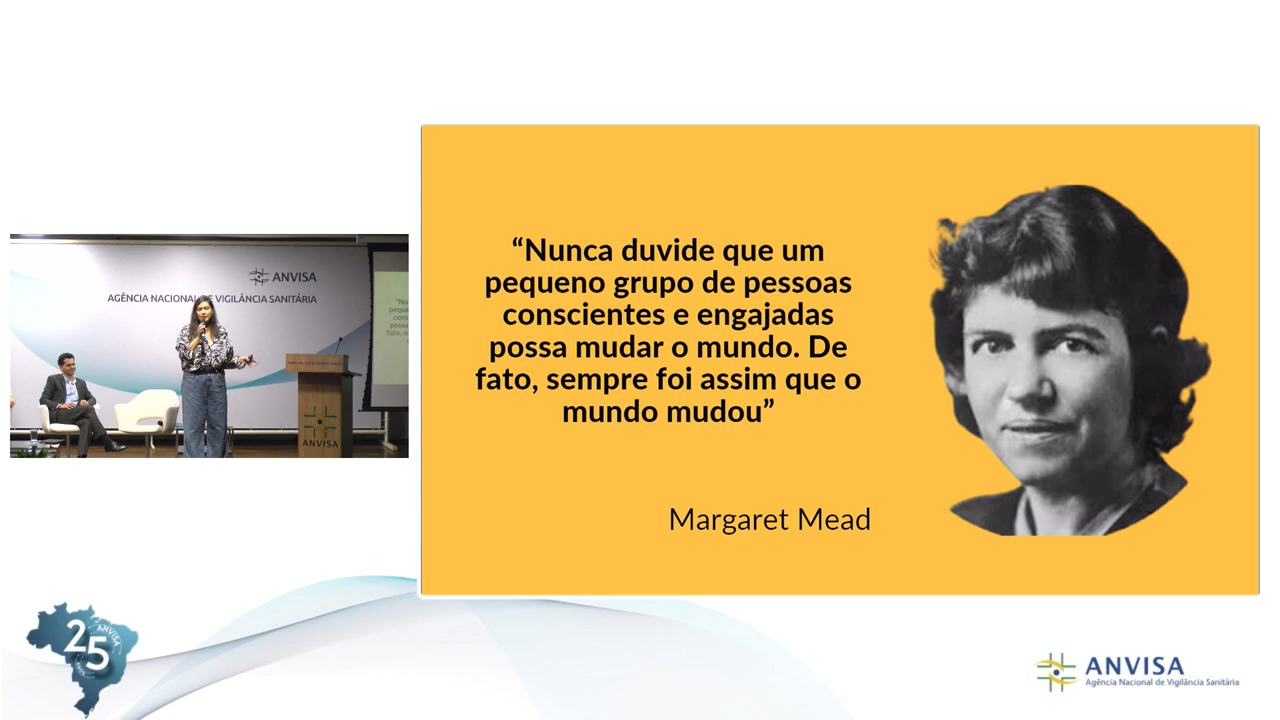 ANVISA
AGÊNCIA NACIONAL DE VIGILÂNCIA SANITÁRIA
ANVISA
“Nunca duvide que um
pequeno grupo de pessoas
conscientes e engajadas
possa mudar o mundo. De
fato, sempre foi assim que o
mundo mudou”
Margaret Mead
25
ANVISA
ANVISA
Agência Nacional de Vigilância Sanitária